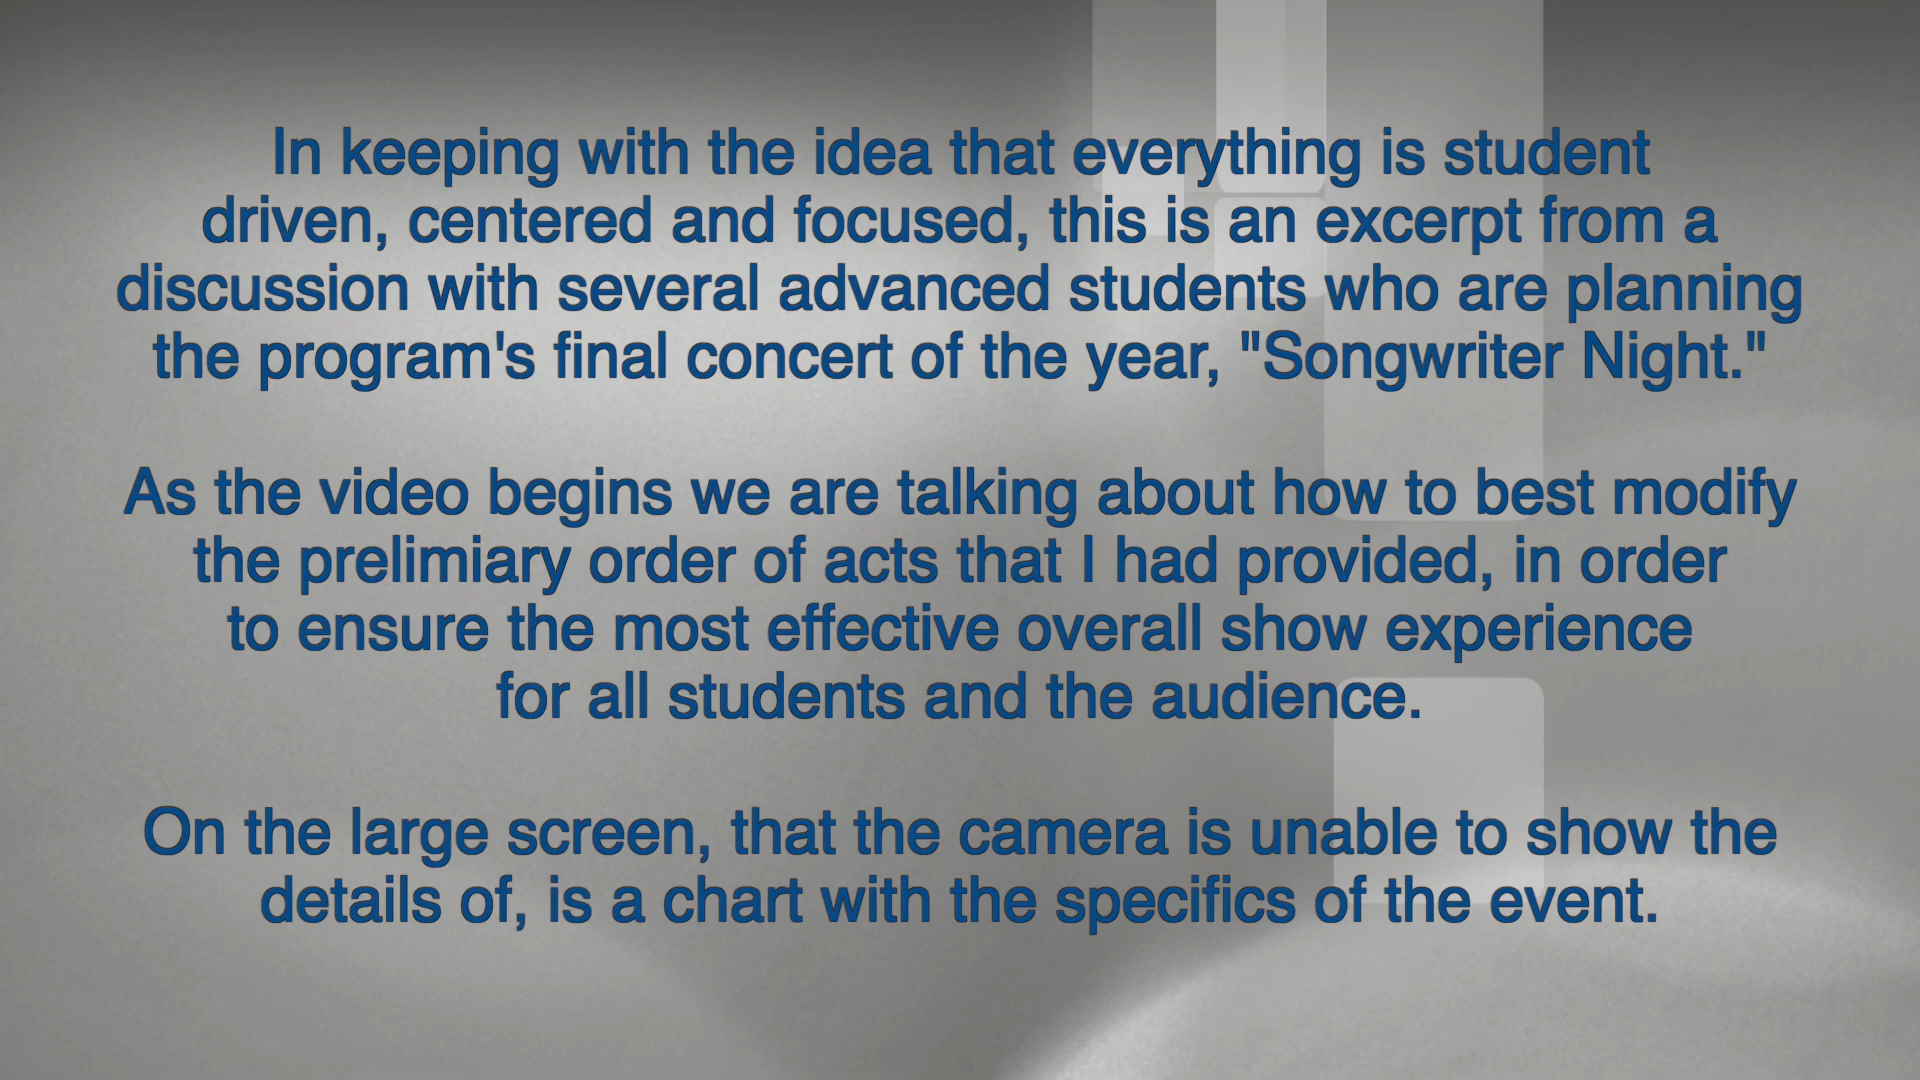 In keeping with the idea that everything is student
driven, centered and focused, this is an excerpt from a
discussion with several advanced students who are planning
the program's final concert of the year, "Songwriter Night."
As the video begins we are talking about how to best modify
the prelimiary order of acts that I had provided, in order
to ensure the most effective overall show experience
for all students and the audience.
On the large screen, that the camera is unable to show the
details of, is a chart with the specifics of the event.